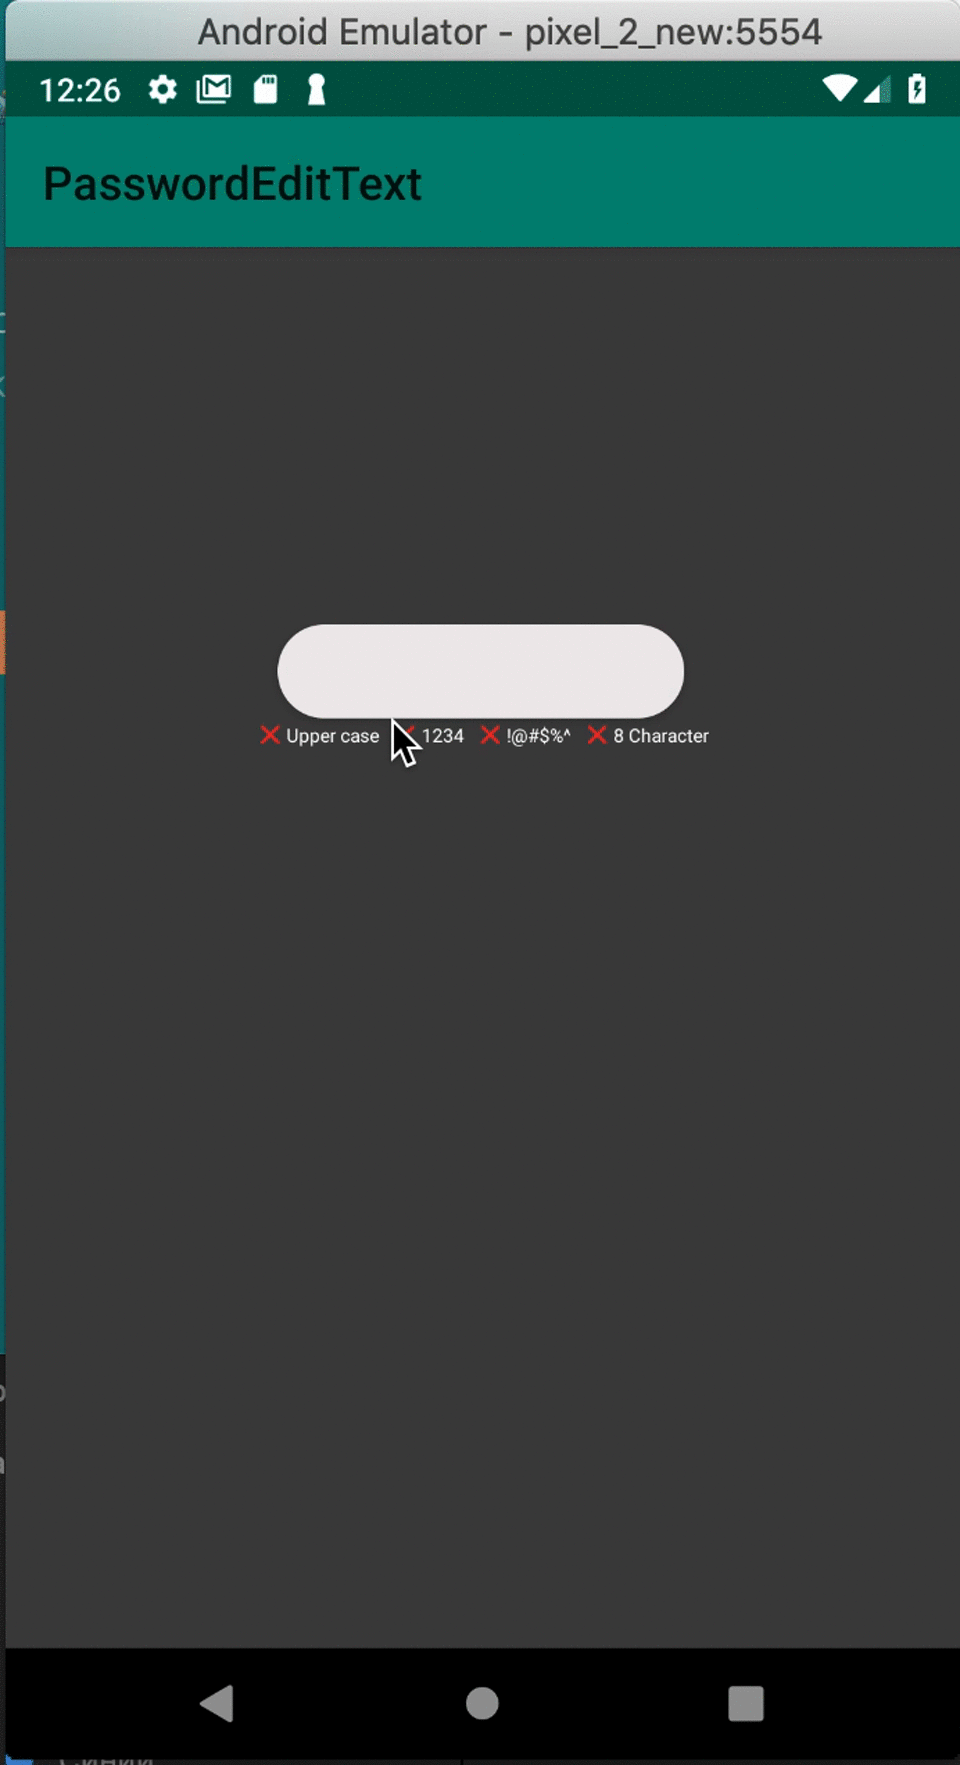 Android Emulator - pixel_2_new:5554
12:26
PasswordEditText
Upper case 1234 !@#$%^ 8 Character